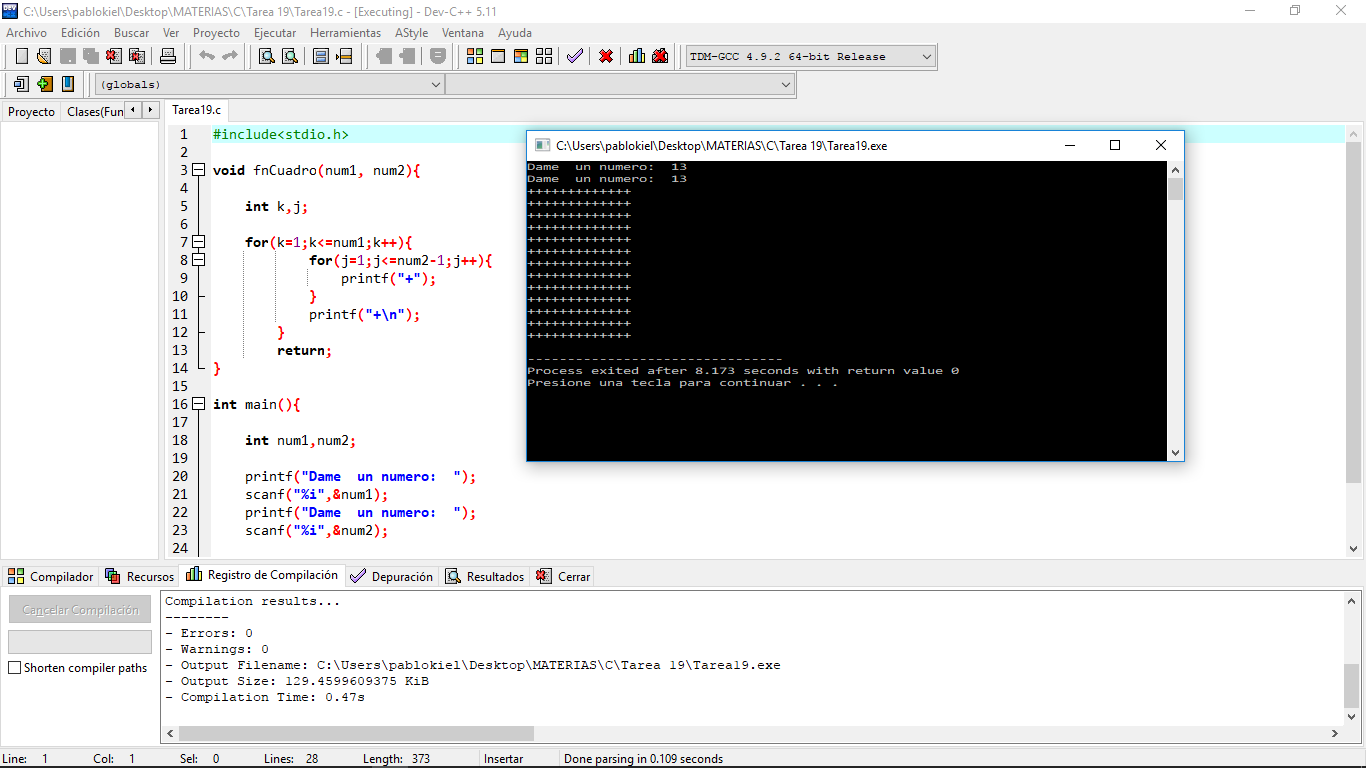 C:\Users\pablokiel\Desktop\MATERIAS\C\Tarea 19\Tarea19.c - [Executing] - Dev-C++ 5.11
Archivo Edición Buscar Ver Proyecto Ejecutar Herramientas AStyle Ventana Ayuda
TDM-GCC 4.9.2 64-bit Release
(globals)
Proyecto Clases(Fun Tarea19.c
1 #include<stdio.h>
2
3 void fnCuadro(num1, num2){
4
5 int k,j;
6
7 for(k=1;k<=num1;k++){
8 for(j=1;j<=num2-1;j++){
9 printf("+");
10 }
11 printf("+\n");
12 }
13 return;
14 }
15
16 int main(){
17
18 int num1,num2;
19
20 printf("Dame  un numero:  ");
21 scanf("%i",&num1);
22 printf("Dame  un numero:  ");
23 scanf("%i",&num2);
24
C:\Users\pablokiel\Desktop\MATERIAS\C\Tarea 19\Tarea19.exe
Dame  un numero:  13
Dame  un numero:  13
+++++++++++++
+++++++++++++
+++++++++++++
+++++++++++++
+++++++++++++
+++++++++++++
+++++++++++++
+++++++++++++
+++++++++++++
+++++++++++++
+++++++++++++
+++++++++++++
+++++++++++++
--------------------------------
Process exited after 8.173 seconds with return value 0
Presione una tecla para continuar . . .
Compilador Recursos Registro de Compilación Depuración Resultados Cerrar
Cancelar Compilación
Shorten compiler paths
Compilation results...
--------
- Errors: 0
- Warnings: 0
- Output Filename: C:\Users\pablokiel\Desktop\MATERIAS\C\Tarea 19\Tarea19.exe
- Output Size: 129.4599609375 KiB
- Compilation Time: 0.47s
Line: 1 Col: 1 Sel: 0 Lines: 28 Length: 373 Insertar Done parsing in 0.109 seconds